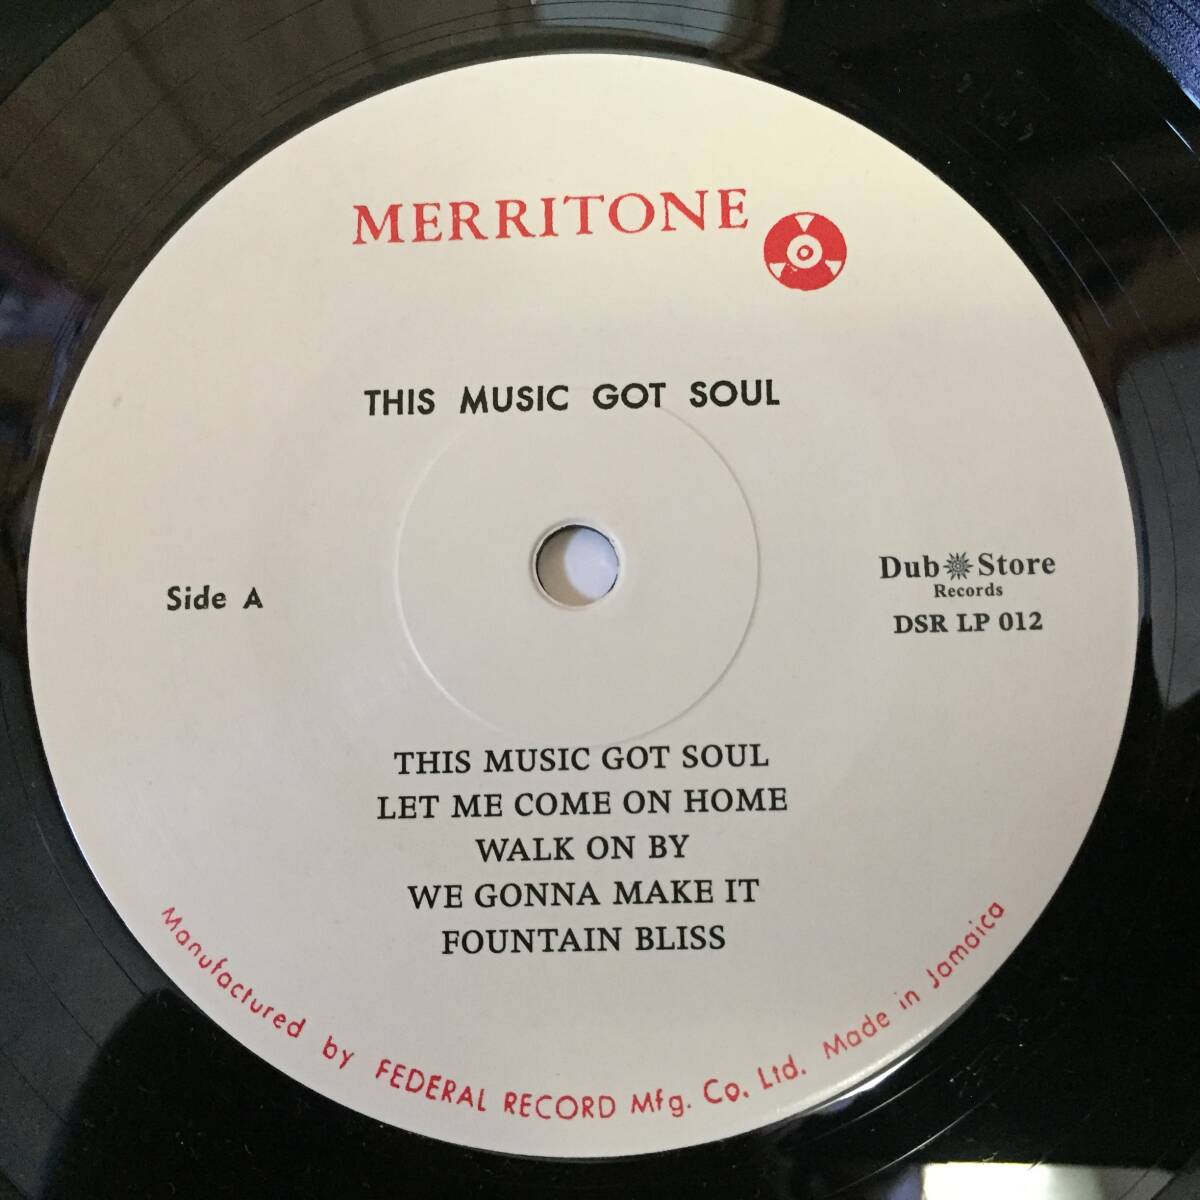 MERRITONE
THIS MUSIC GOT SOUL
Side A
Dub Store
Records
DSR LP 012
THIS MUSIC GOT SOUL
LET ME COME ON HOME
WALK ON BY
WE GONNA MAKE IT
FOUNTAIN BLISS
Manufactured by FEDERAL RECORD Mfg. Co. Ltd. Made in Jamaica